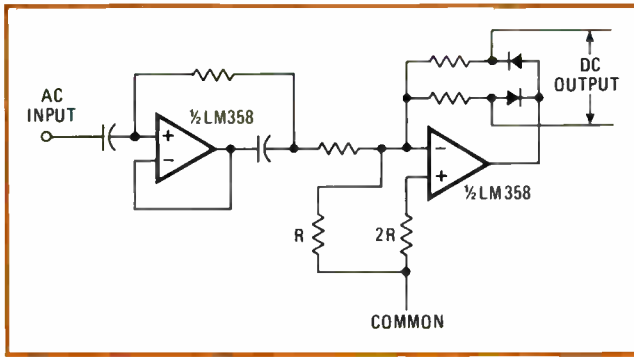 AC
INPUT
+
−
½LM358
R
2R
−
+
½LM358
DC
OUTPUT
COMMON